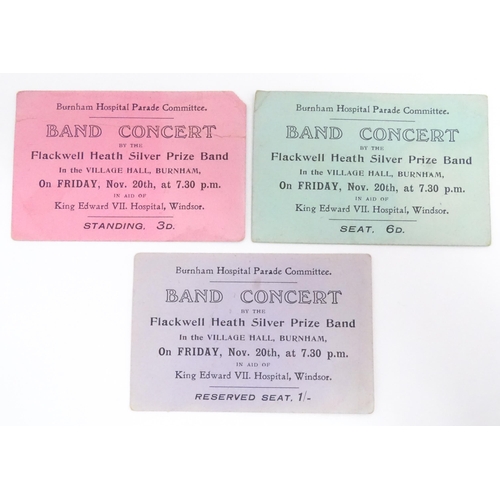 Burnham Hospital Parade Committee.
BAND CONCERT
BY THE
Flackwell Heath Silver Prize Band
In the VILLAGE HALL, BURNHAM,
On FRIDAY, Nov. 20th, at 7.30 p.m.
IN AID OF
King Edward VII. Hospital, Windsor.
STANDING. 3D.
Burnham Hospital Parade Committee.
BAND CONCERT
BY THE
Flackwell Heath Silver Prize Band
In the VILLAGE HALL, BURNHAM,
On FRIDAY, Nov. 20th, at 7.30 p.m.
IN AID OF
King Edward VII. Hospital, Windsor.
SEAT. 6D.
Burnham Hospital Parade Committee.
BAND CONCERT
BY THE
Flackwell Heath Silver Prize Band
In the VILLAGE HALL, BURNHAM,
On FRIDAY, Nov. 20th, at 7.30 p.m.
IN AID OF
King Edward VII. Hospital, Windsor.
RESERVED SEAT, 1/-